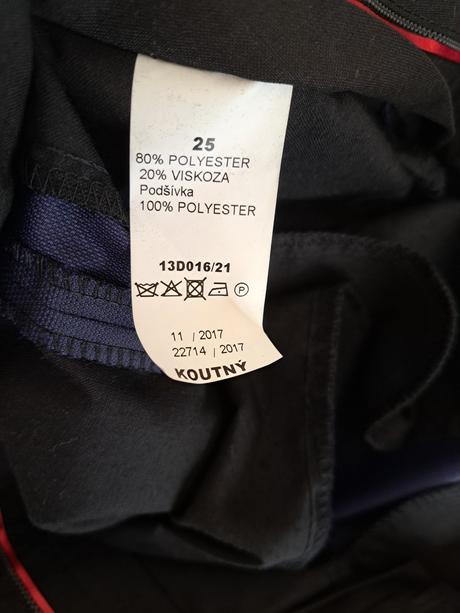 25
80% POLYESTER
20% VISKOZA
Podšívka
100% POLYESTER
13D016/21
P
11 / 2017
22714 / 2017
KOUTNÝ